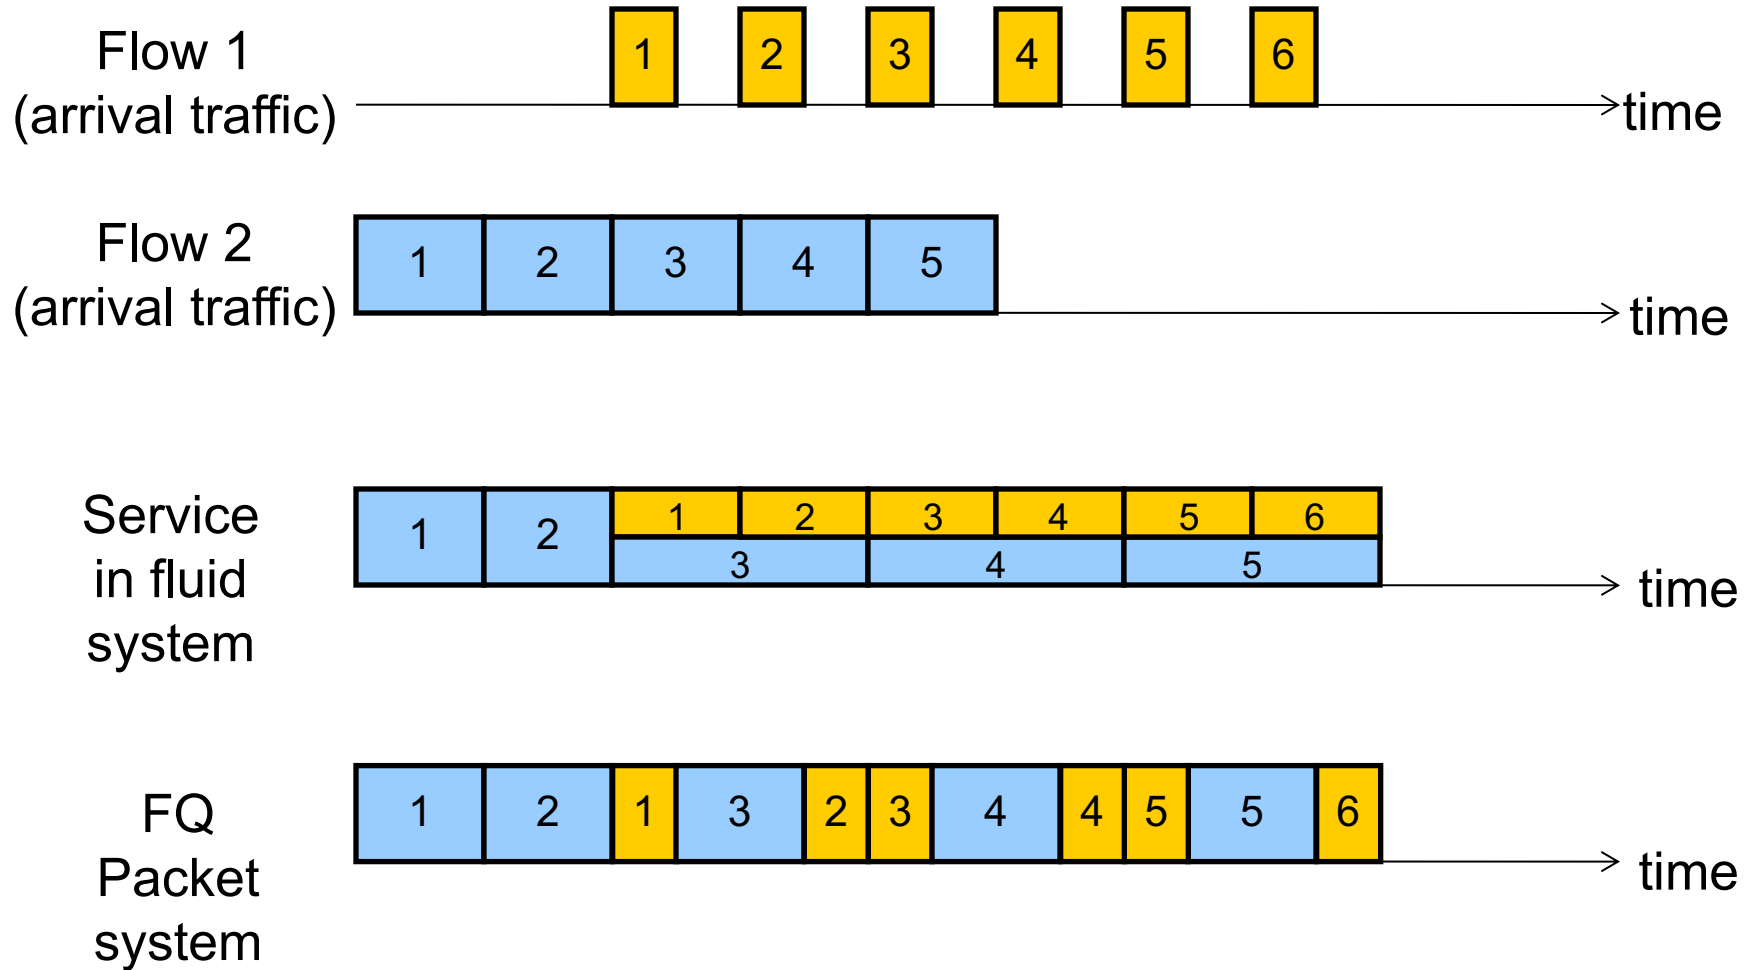 Flow 1
(arrival traffic)
1 2 3 4 5 6
time
Flow 2
(arrival traffic)
1 2 3 4 5
time
Service
in fluid
system
1 2 1 2 3 4 5 6
3 4 5
time
FQ
Packet
system
1 2 1 3 2 3 4 4 5 5 6
time